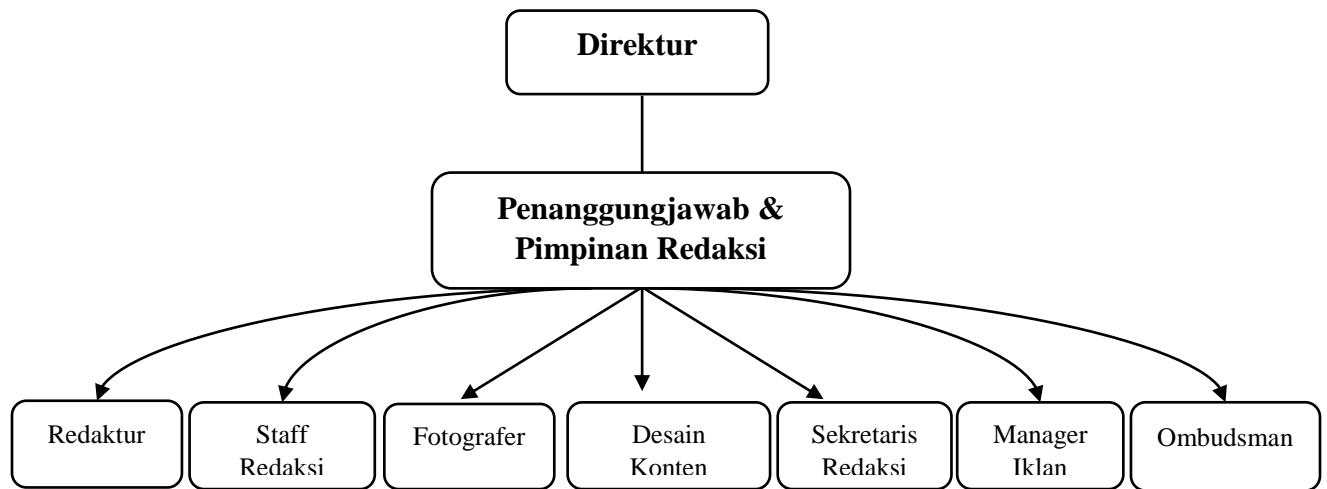 Direktur
Penanggungjawab &
Pimpinan Redaksi
Redaktur
Staff
Redaksi
Fotografer
Desain
Konten
Sekretaris
Redaksi
Manager
Iklan
Ombudsman